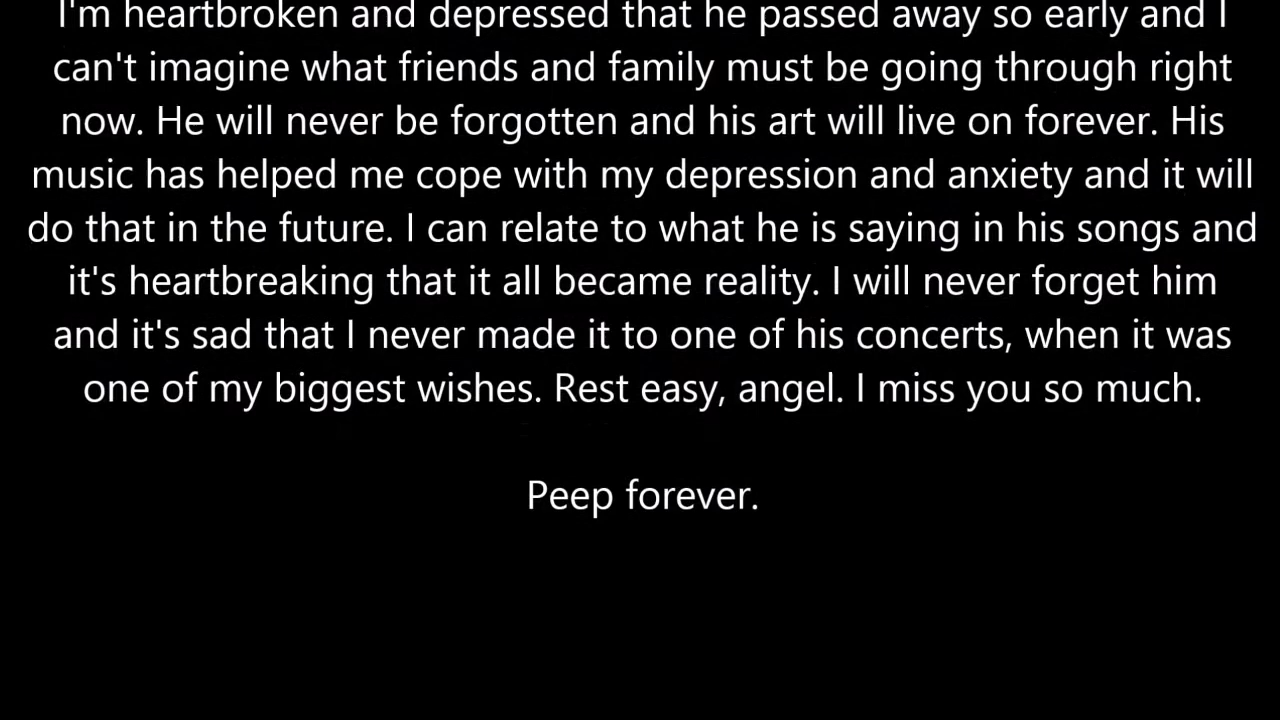 I'm heartbroken and depressed that he passed away so early and I
can't imagine what friends and family must be going through right
now. He will never be forgotten and his art will live on forever. His
music has helped me cope with my depression and anxiety and it will
do that in the future. I can relate to what he is saying in his songs and
it's heartbreaking that it all became reality. I will never forget him
and it's sad that I never made it to one of his concerts, when it was
one of my biggest wishes. Rest easy, angel. I miss you so much.
Peep forever.